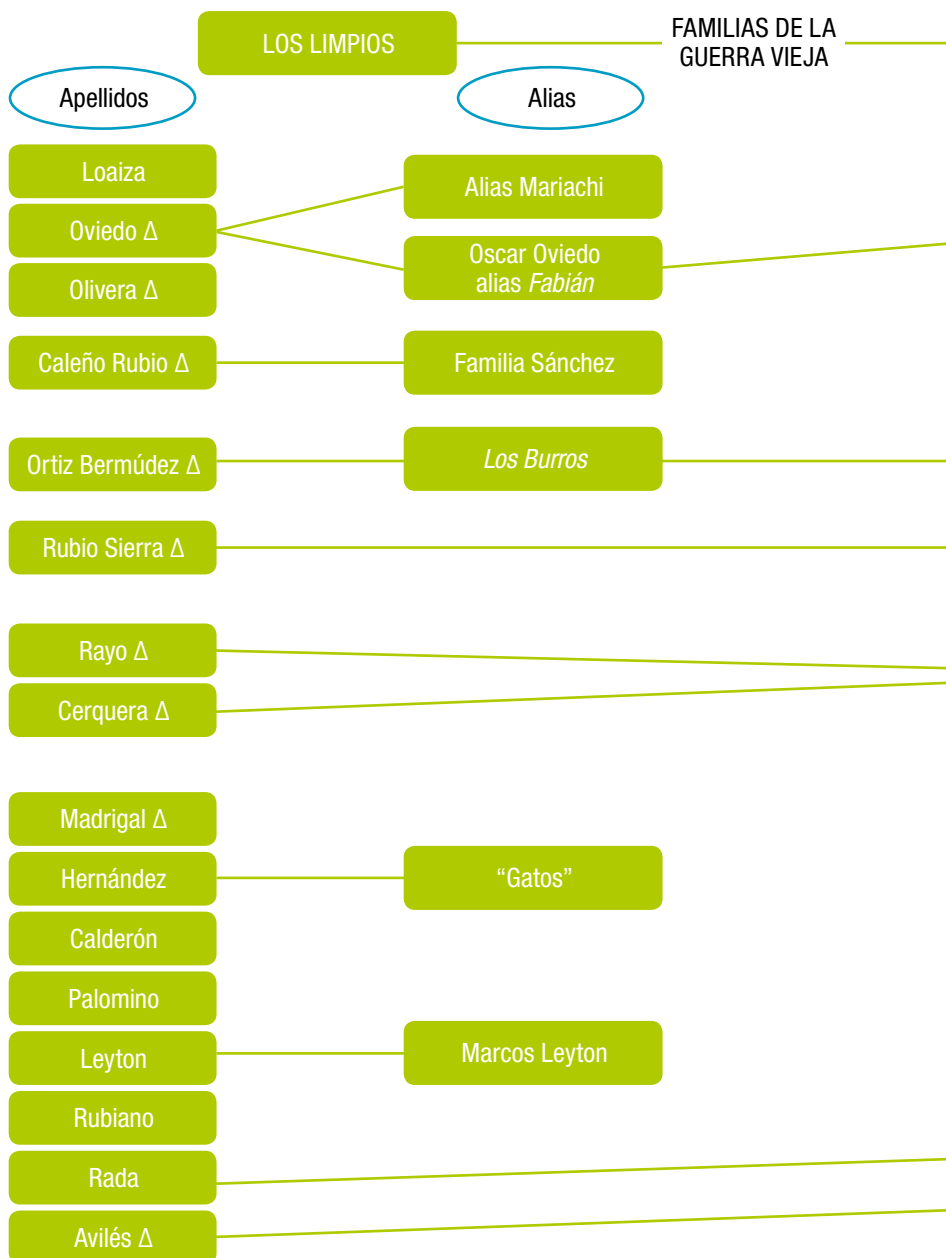 LOS LIMPIOS
FAMILIAS DE LA
GUERRA VIEJA
Apellidos
Alias
Loaiza
Alias Mariachi
Oviedo Δ
Oscar Oviedo
alias Fabián
Olivera Δ
Caleño Rubio Δ
Familia Sánchez
Ortiz Bermúdez Δ
Los Burros
Rubio Sierra Δ
Rayo Δ
Cerquera Δ
Madrigal Δ
Hernández
“Gatos”
Calderón
Palomino
Leyton
Marcos Leyton
Rubiano
Rada
Avilés Δ